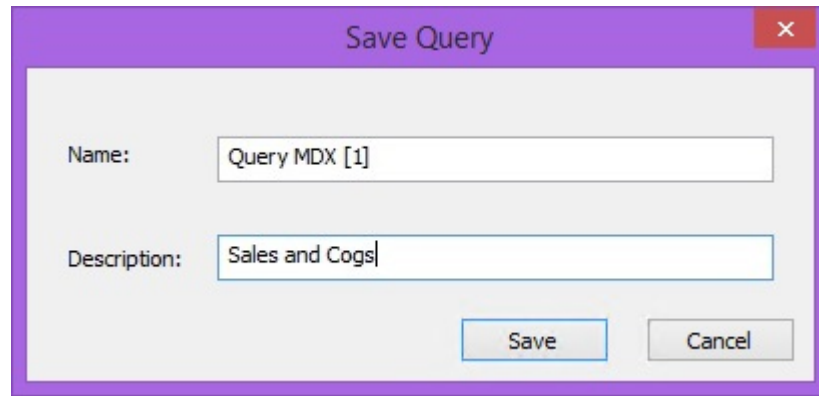 Save Query
Name: Query MDX [1]
Description: Sales and Cogs
Save Cancel